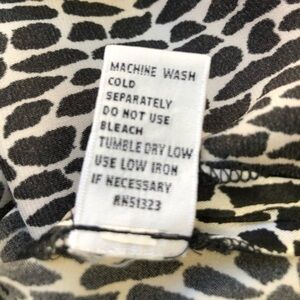 MACHINE WASH
COLD
SEPARATELY
DO NOT USE
BLEACH
TUMBLE DRY LOW
USE LOW IRON
IF NECESSARY
RN51323